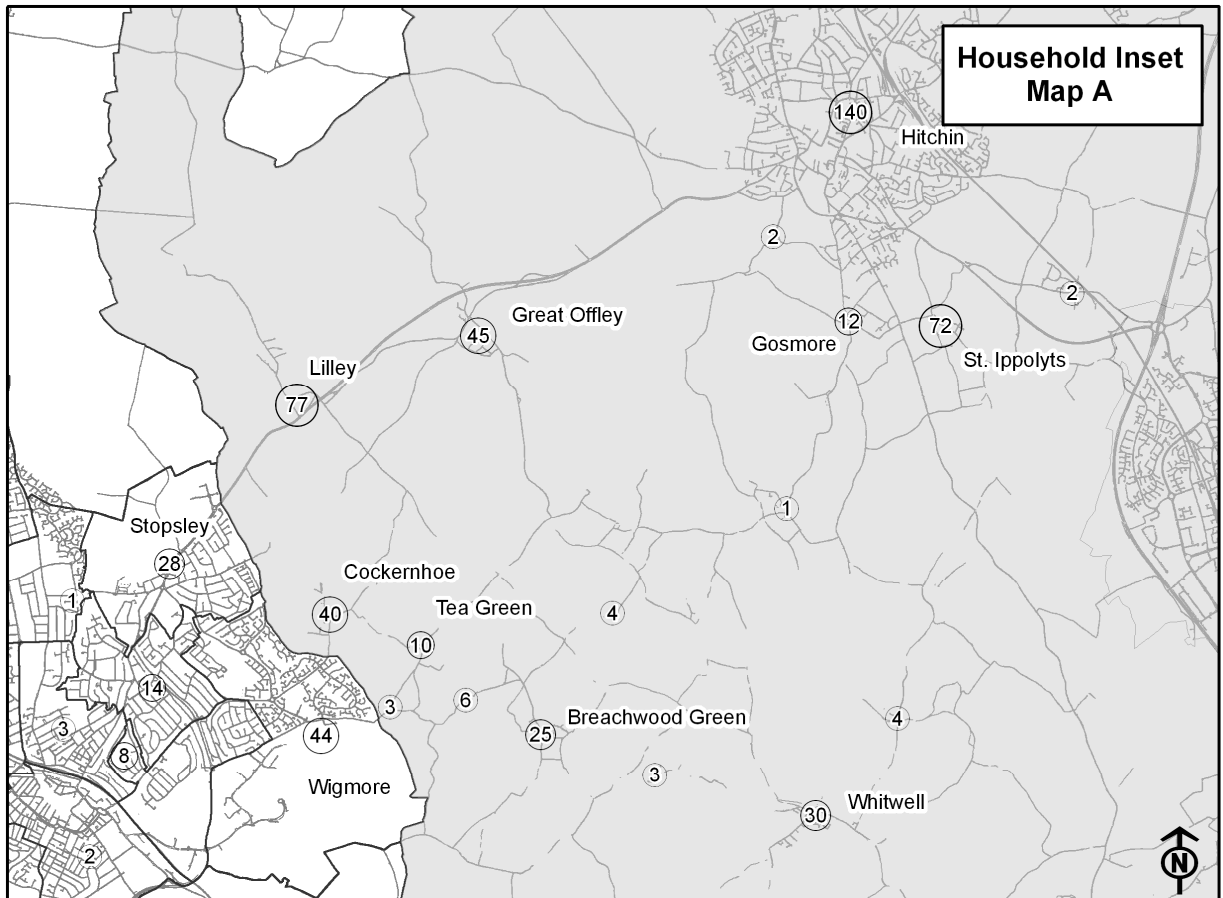 Household Inset
Map A
140
Hitchin
2
2
Great Offley
12
72
45
Gosmore
St. Ippolyts
Lilley
77
1
Stopsley
28
Cockernhoe
1
Tea Green
40
4
10
14
6
3
Breachwood Green
4
3
44
25
8
3
Wigmore
Whitwell
30
2
N